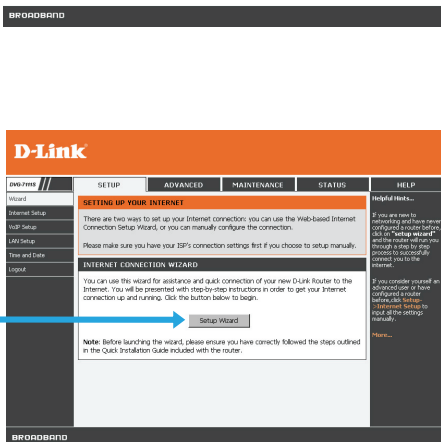 BROADBAND
D-Link
DVG-7111S
SETUP
ADVANCED
MAINTENANCE
STATUS
HELP
Wizard
Internet Setup
VoIP Setup
LAN Setup
Time and Date
Logout
SETTING UP YOUR INTERNET
There are two ways to set up your Internet connection: you can use the Web-based Internet
Connection Setup Wizard, or you can manually configure the connection.
Please make sure you have your ISP's connection settings first if you choose to setup manually.
INTERNET CONNECTION WIZARD
You can use this wizard for assistance and quick connection of your new D-Link Router to the
Internet. You will be presented with step-by-step instructions in order to get your Internet
connection up and running. Click the button below to begin.
Setup Wizard
Note: Before launching the wizard, please ensure you have correctly followed the steps outlined
in the Quick Installation Guide included with the router.
Helpful Hints...
If you are new to
networking and have never
configured a router before,
click on "setup wizard"
and the router will run you
through a step by step
process to successfully
connect you to the
internet.
If you consider yourself an
advanced user or have
configured a router
before,click Setup-
>Internet Setup to
input all the settings
manually.
More...
BROADBAND